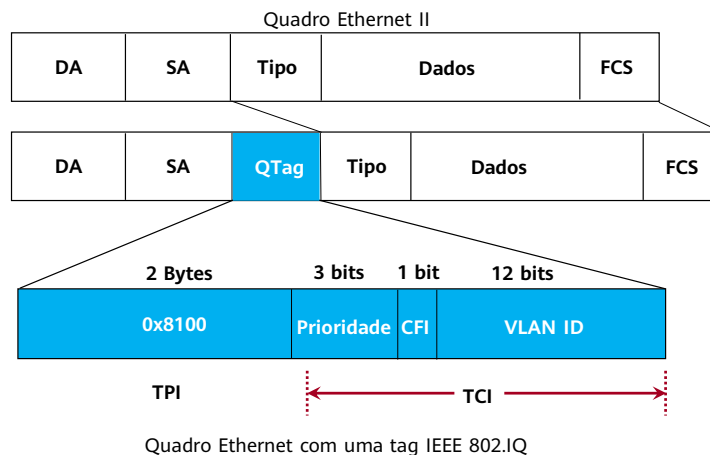 Quadro Ethernet II
DA SA Tipo Dados FCS
DA SA QTag Tipo Dados FCS
2 Bytes 3 bits 1 bit 12 bits
0x8100 Prioridade CFI VLAN ID
TPI TCI
Quadro Ethernet com uma tag IEEE 802.IQ